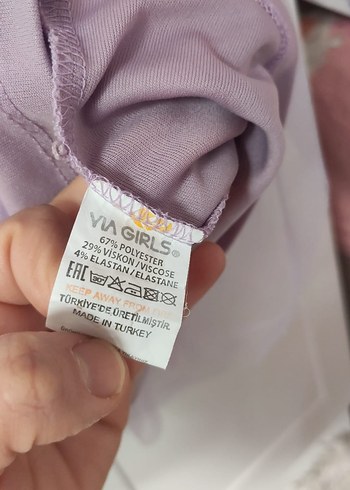 VIA GIRLS®
67% POLYESTER
29% VİSKON/VISCOSE
4% ELASTAN/ELASTANE
EAC
KEEP AWAY FROM FIRE
TÜRKİYE'DE ÜRETİLMİŞTİR.
MADE IN TURKEY